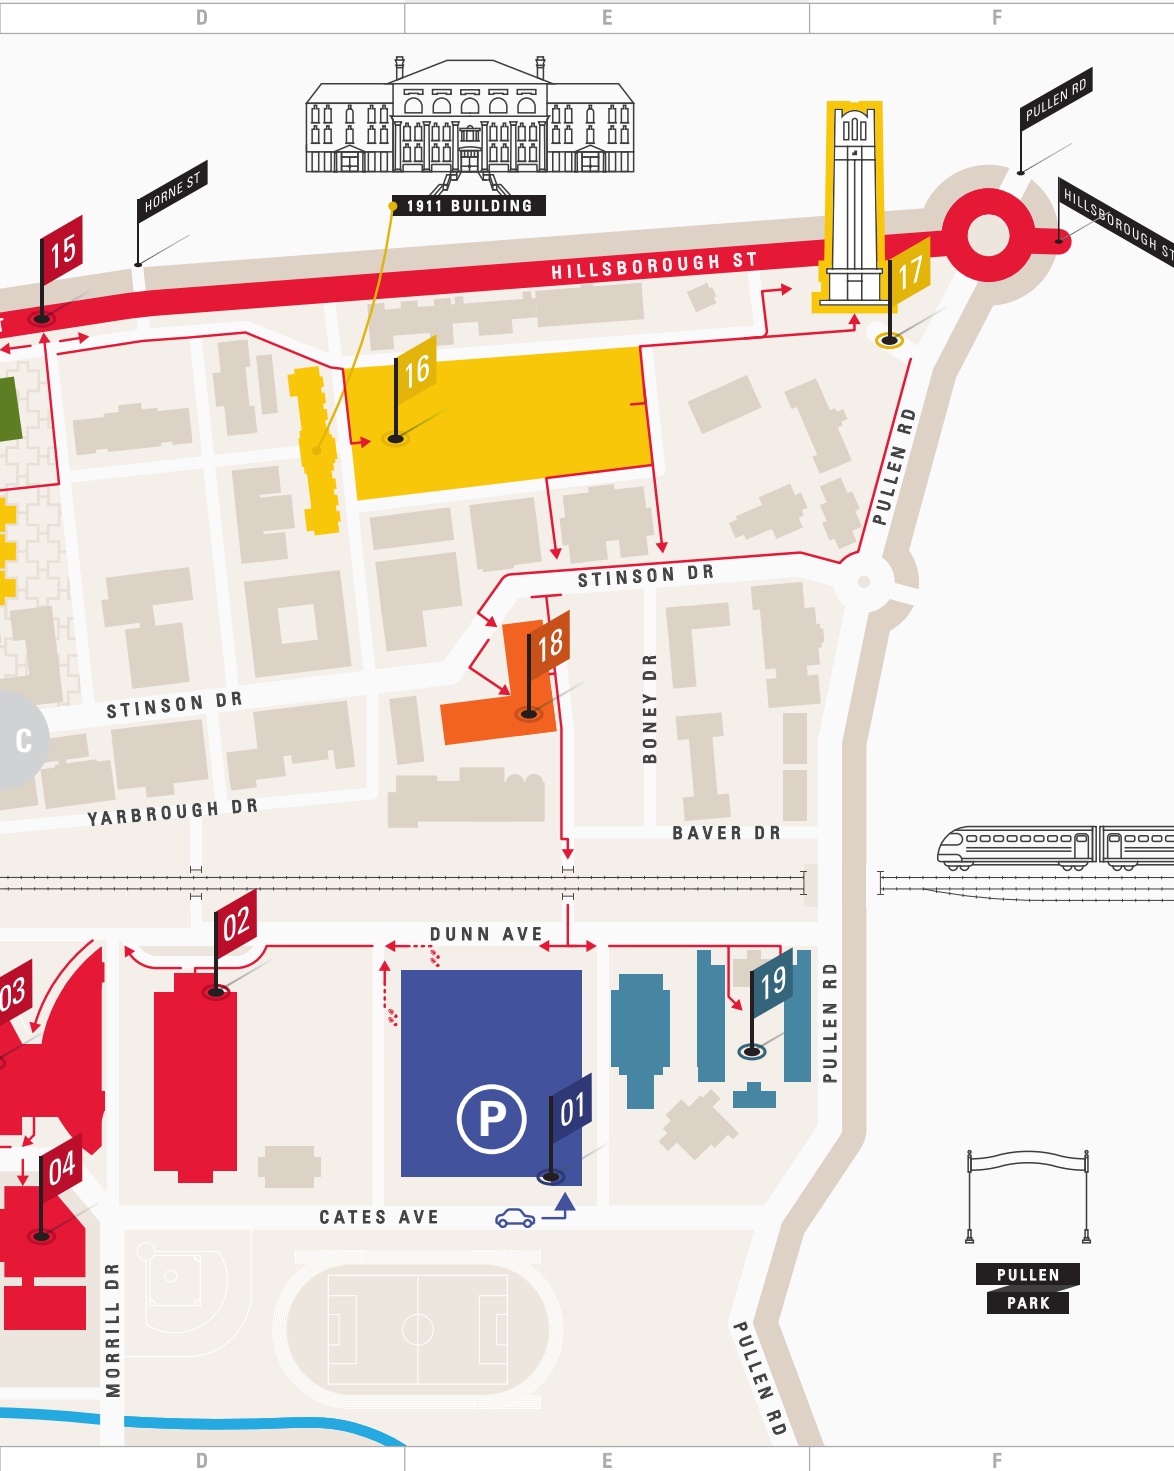 D
E
F
PULLEN RD
HORNE ST
1911 BUILDING
HILLSBOROUGH ST
15
HILLSBOROUGH ST
17
T
16
PULLEN RD
STINSON DR
18
BONEY DR
STINSON DR
C
YARBROUGH DR
BAVER DR
02
DUNN AVE
03
19
PULLEN RD
P
01
04
CATES AVE
PULLEN
PARK
MORRILL DR
PULLEN RD
D
E
F